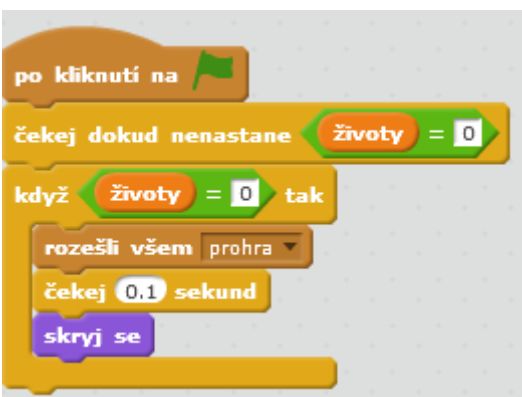 po kliknutí na
čekej dokud nenastane životy = 0
když životy = 0 tak
rozešli všem prohra
čekej 0.1 sekund
skryj se